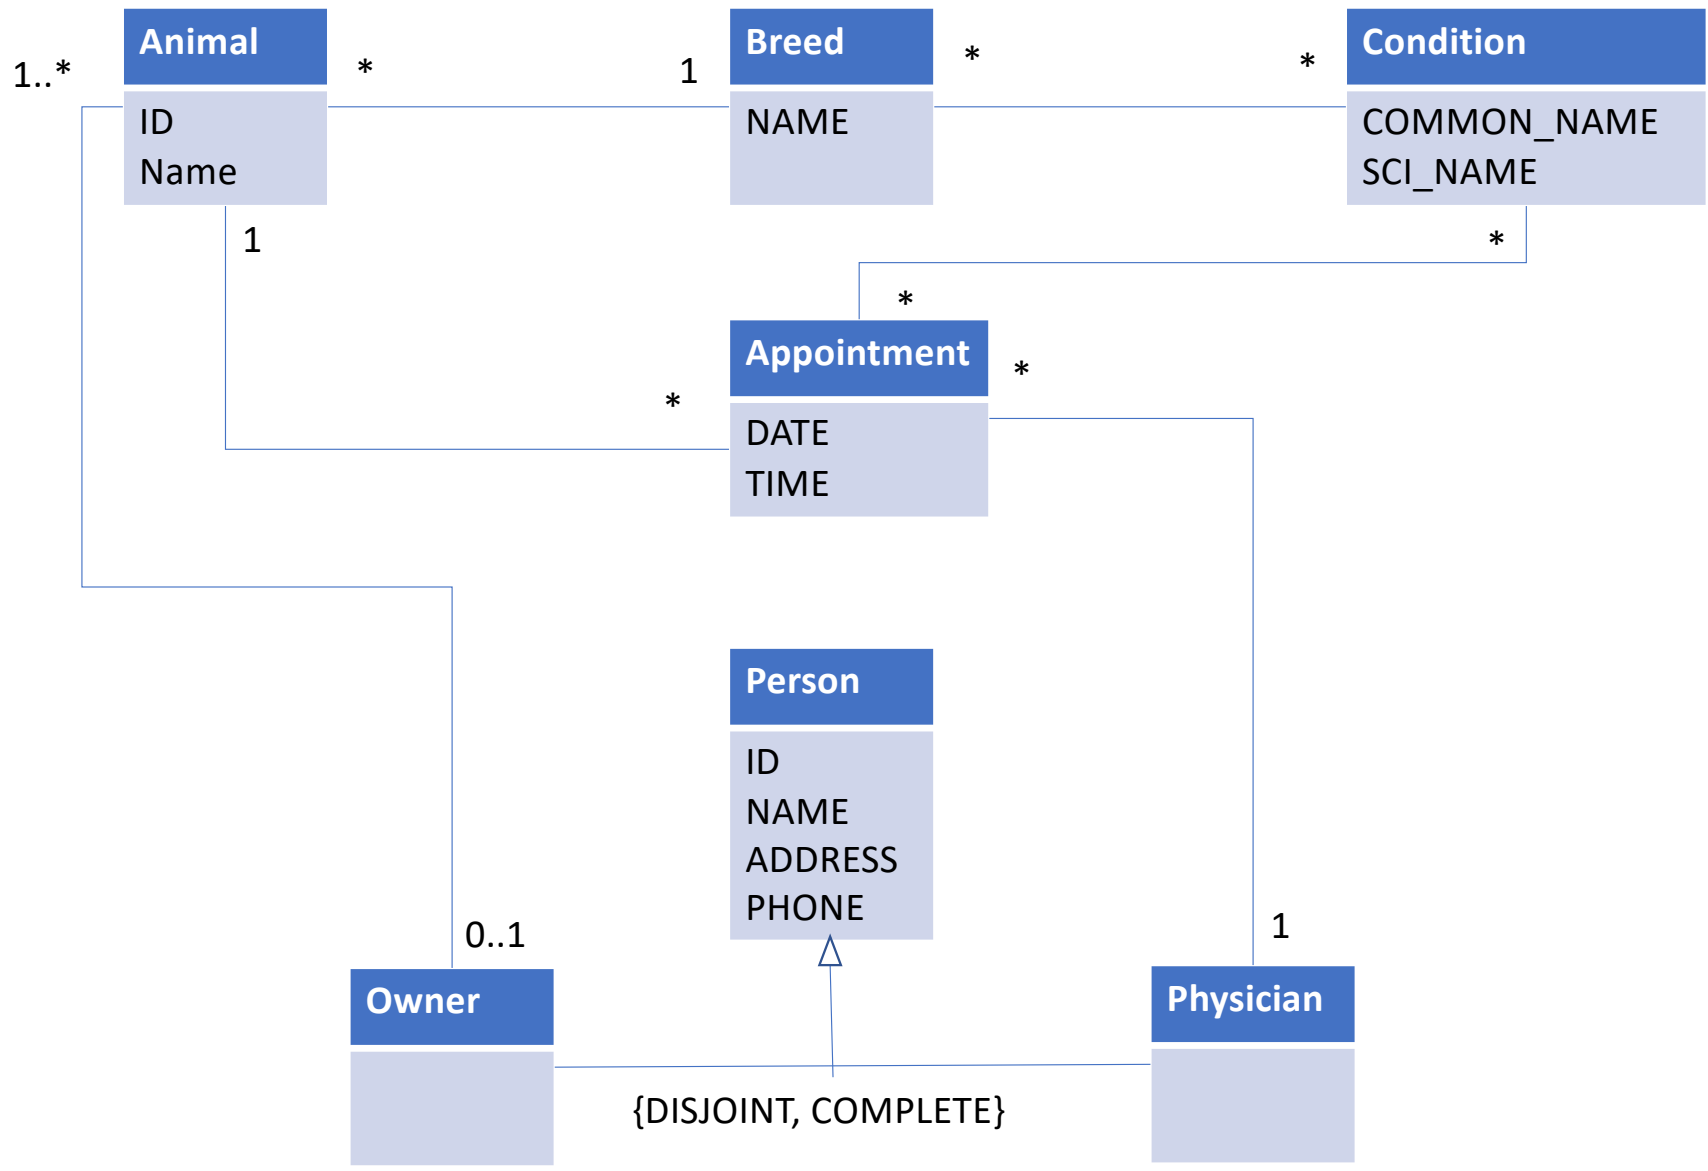 Animal
Breed
Condition
1..*
*
1
*
*
ID
Name
NAME
COMMON_NAME
SCI_NAME
1
*
*
Appointment
*
*
DATE
TIME
Person
ID
NAME
ADDRESS
PHONE
0..1
1
Owner
Physician
{DISJOINT, COMPLETE}